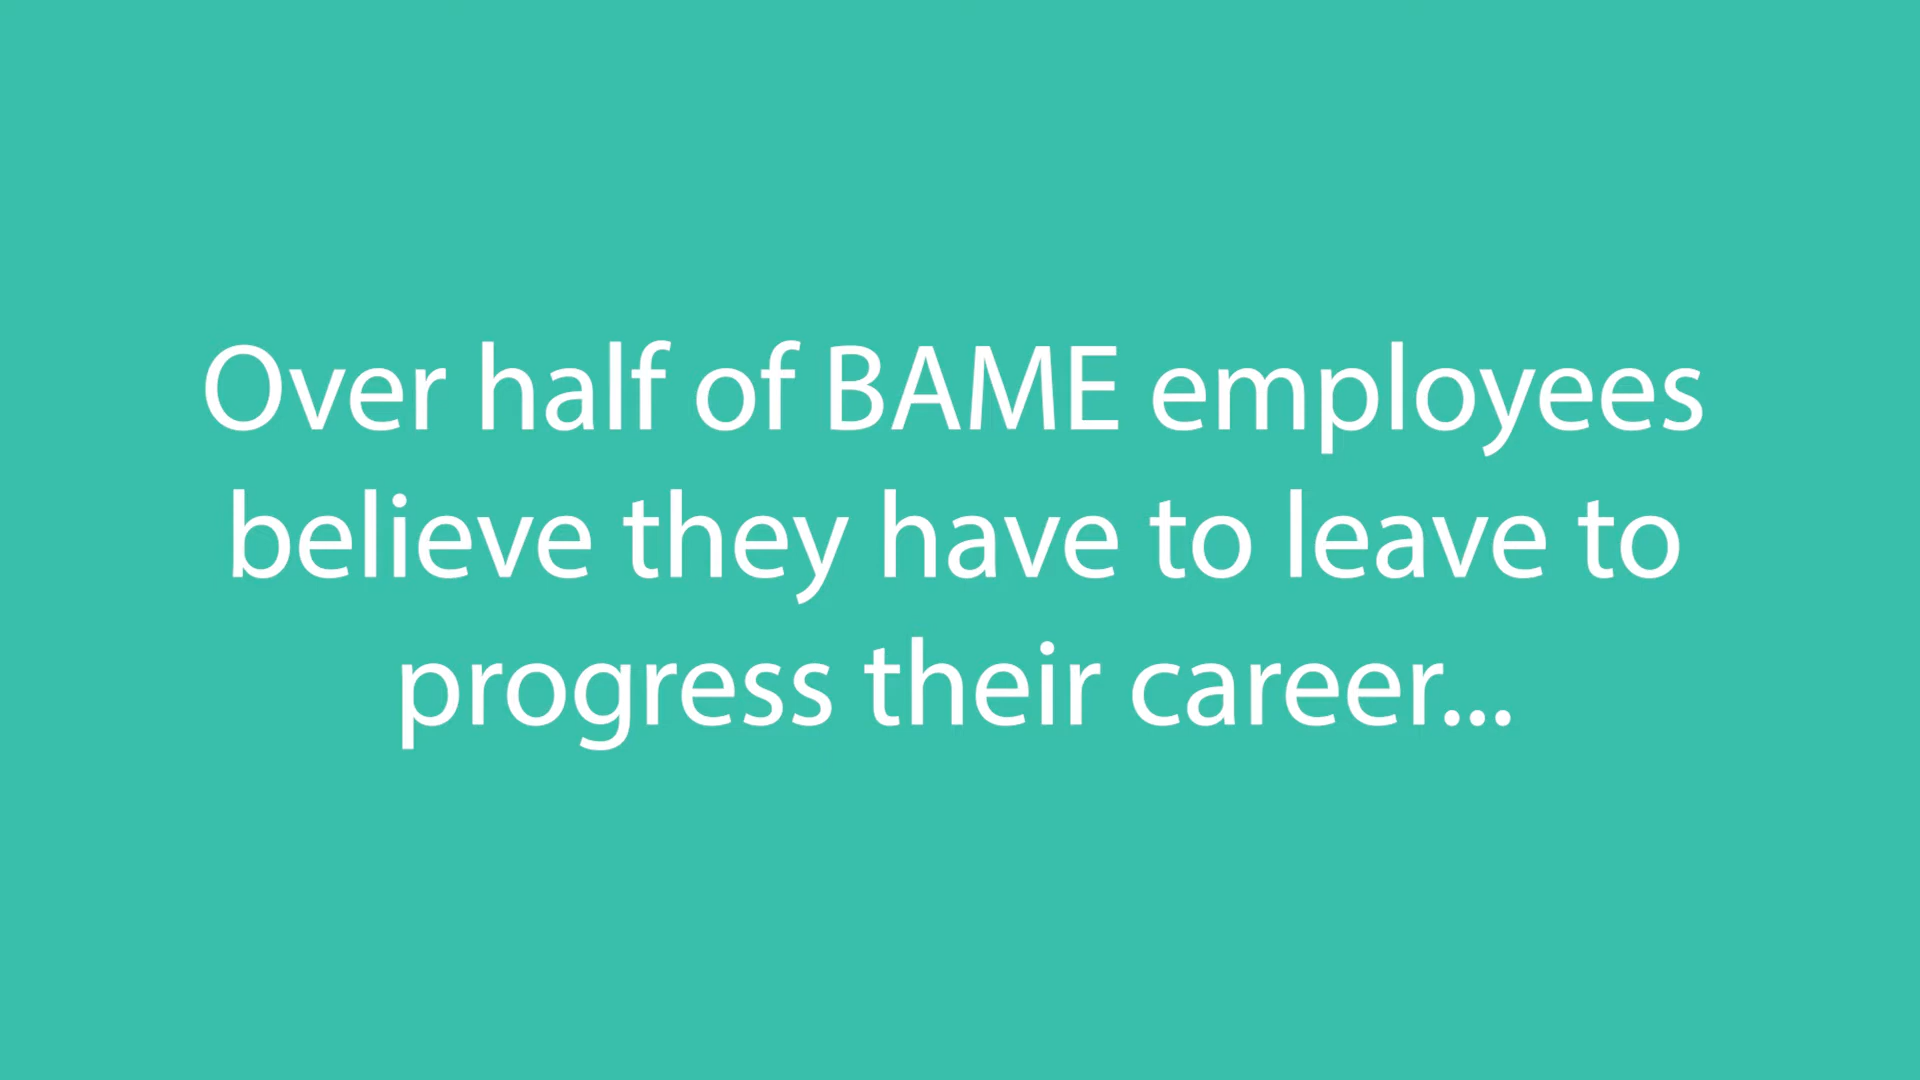 Over half of BAME employees
believe they have to leave to
progress their career...